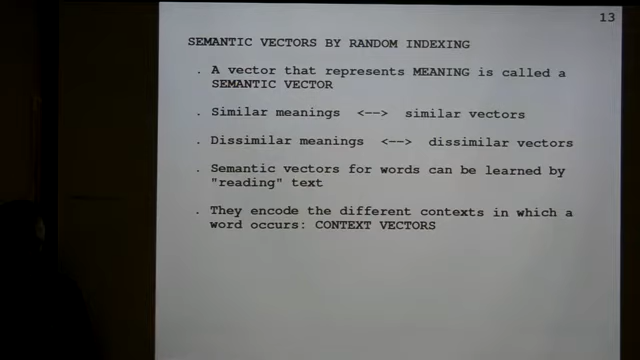 13
SEMANTIC VECTORS BY RANDOM INDEXING
. A vector that represents MEANING is called a
SEMANTIC VECTOR
. Similar meanings <--> similar vectors
. Dissimilar meanings <--> dissimilar vectors
. Semantic vectors for words can be learned by
"reading" text
. They encode the different contexts in which a
word occurs: CONTEXT VECTORS